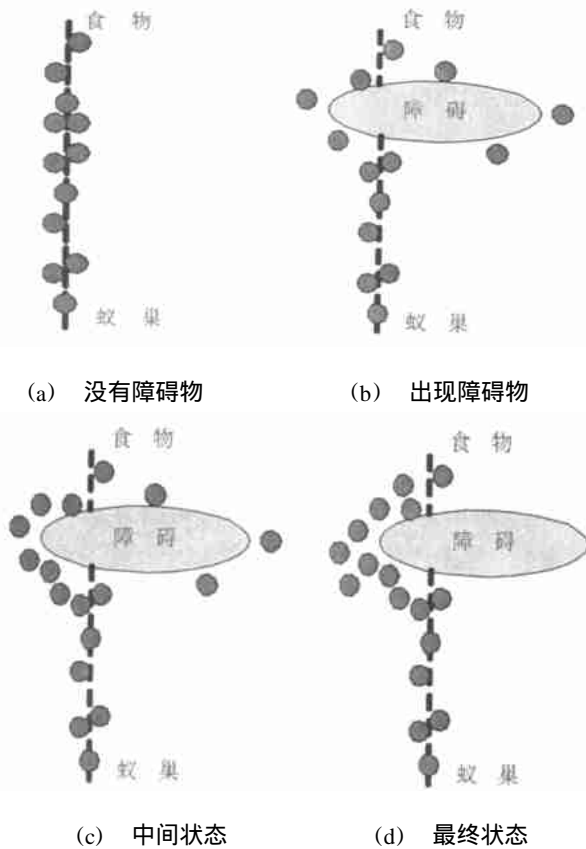 食 物
蚁 巢
(a) 没有障碍物
食 物
障 碍
蚁 巢
(b) 出现障碍物
食 物
障 碍
蚁 巢
(c) 中间状态
食 物
障 碍
蚁 巢
(d) 最终状态